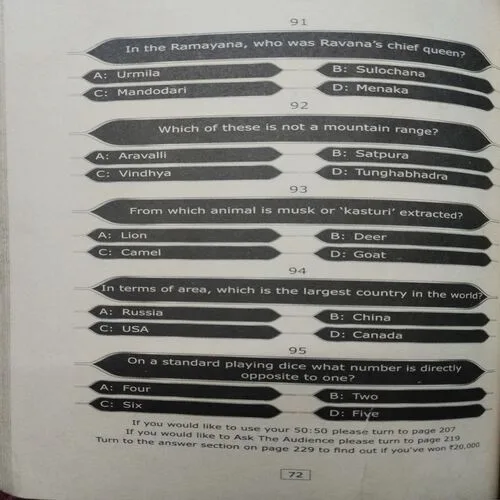 91
In the Ramayana, who was Ravana's chief queen?
A: Urmila
B: Sulochana
C: Mandodari
D: Menaka
92
Which of these is not a mountain range?
A: Aravalli
B: Satpura
C: Vindhya
D: Tunghabhadra
93
From which animal is musk or 'kasturi' extracted?
A: Lion
B: Deer
C: Camel
D: Goat
94
In terms of area, which is the largest country in the world?
A: Russia
B: China
C: USA
D: Canada
95
On a standard playing dice what number is directly
opposite to one?
A: Four
B: Two
C: Six
D: Five
If you would like to use your 50:50 please turn to page 207
If you would like to Ask The Audience please turn to page 219
Turn to the answer section on page 229 to find out if you've won ₹20,000
72